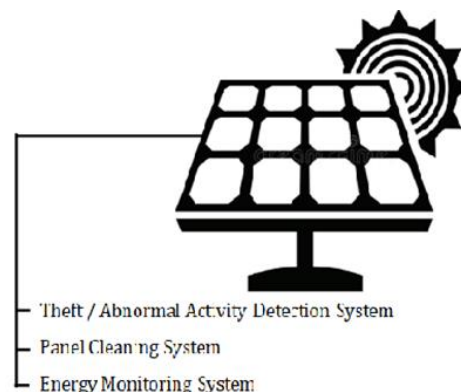 Theft / Abnormal Activity Detection System
Panel Cleaning System
Energy Monitoring System